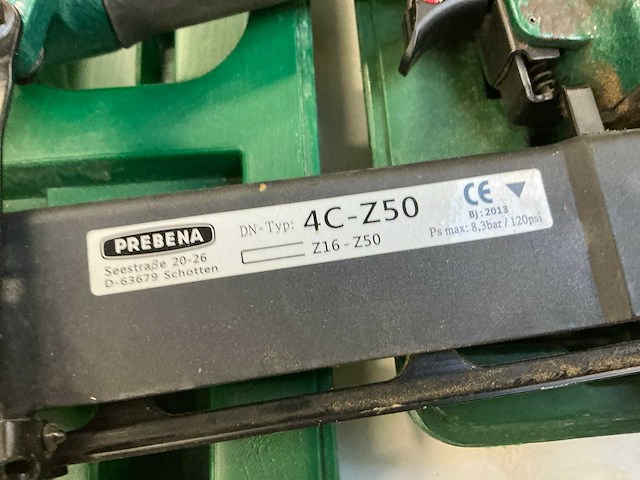 PREBENA
Seestraße 20-26
D-63679 Schotten
DN-Typ: 4C-Z50
Z16-Z50
CE
BJ: 2013
Ps max: 8,3bar / 120psi